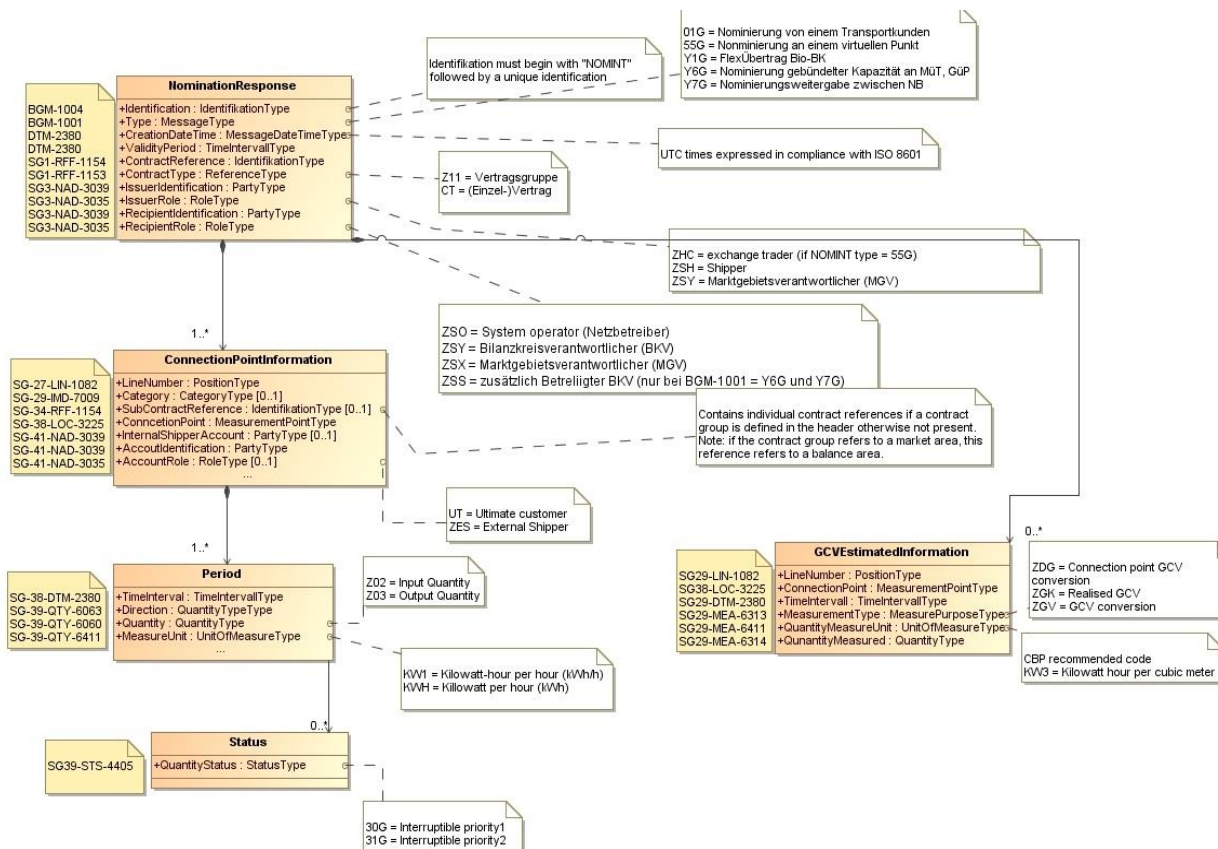 01G = Nominierung von einem Transportkunden
55G = Nonminierung an einem virtuellen Punkt
Y1G = FlexÜbertrag Bio-BK
Y6G = Nominierung gebündelter Kapazität an MüT, GüP
Y7G = Nominierungsweitergabe zwischen NB
Identifikation must begin with "NOMINT"
followed by a unique identification
NominationResponse
BGM-1004
BGM-1001
DTM-2380
DTM-2380
SG1-RFF-1154
SG1-RFF-1153
SG3-NAD-3039
SG3-NAD-3035
SG3-NAD-3039
SG3-NAD-3035
+Identification : IdentifikationType
+Type : MessageType
+CreationDateTime : MessageDateTimeType
+ValidityPeriod : TimeIntervalType
+ContractReference : IdentifikationType
+ContractType : ReferenceType
+IssuerIdentification : PartyType
+IssuerRole : RoleType
+RecipientIdentification : PartyType
+RecipientRole : RoleType
UTC times expressed in compliance with ISO 8601
Z11 = Vertragsgruppe
CT = (Einzel-)Vertrag
ZHC = exchange trader (if NOMINT type = 55G)
ZSH = Shipper
ZSY = Marktgebietsverantwortlicher (MGV)
ZSO = System operator (Netzbetreiber)
ZSY = Bilanzkreisverantwortlicher (BKV)
ZSX = Marktgebietsverantwortlicher (MGV)
ZSS = zusätzlich Betreiligter BKV (nur bei BGM-1001 = Y6G und Y7G)
1..*
ConnectionPointInformation
SG-27-LIN-1082
SG-29-IMD-7009
SG-34-RFF-1154
SG-38-LOC-3225
SG-41-NAD-3039
SG-41-NAD-3039
SG-41-NAD-3035
+LineNumber : PositionType
+Category : CategoryType [0..1]
+SubContractReference : IdentifikationType [0..1]
+ConncetionPoint : MeasurementPointType
+InternalShipperAccount : PartyType [0..1]
+AccoutIdentification : PartyType
+AccountRole : RoleType [0..1]
...
Contains individual contract references if a contract
group is defined in the header otherwise not present.
Note: if the contract group refers to a market area, this
reference refers to a balance area.
UT = Ultimate customer
ZES = External Shipper
1..*
Period
SG-38-DTM-2380
SG-39-QTY-6063
SG-39-QTY-6060
SG-39-QTY-6411
+TimeInterval : TimeIntervalType
+Direction : QuantityTypeType
+Quantity : QuantityType
+MeasureUnit : UnitOfMeasureType
...
Z02 = Input Quantity
Z03 = Output Quantity
KW1 = Kilowatt-hour per hour (kWh/h)
KWH = Killowatt per hour (kWh)
0..*
GCVEstimatedInformation
SG29-LIN-1082
SG38-LOC-3225
SG29-DTM-2380
SG29-MEA-6313
SG29-MEA-6411
SG29-MEA-6314
+LineNumber : PositionType
+ConnectionPoint : MeasurementPointType
+TimeIntervall : TimeIntervallType
+MeasurementType : MeasurePurposeType
+QuantityMeasureUnit : UnitOfMeasureType
+QunantityMeasured : QuantityType
ZDG = Connection point GCV
conversion
ZGK = Realised GCV
ZGV = GCV conversion
CBP recommended code
KW3 = Kilowatt hour per cubic meter
0..*
Status
SG39-STS-4405
+QuantityStatus : StatusType
30G = Interruptible priority1
31G = Interruptible priority2